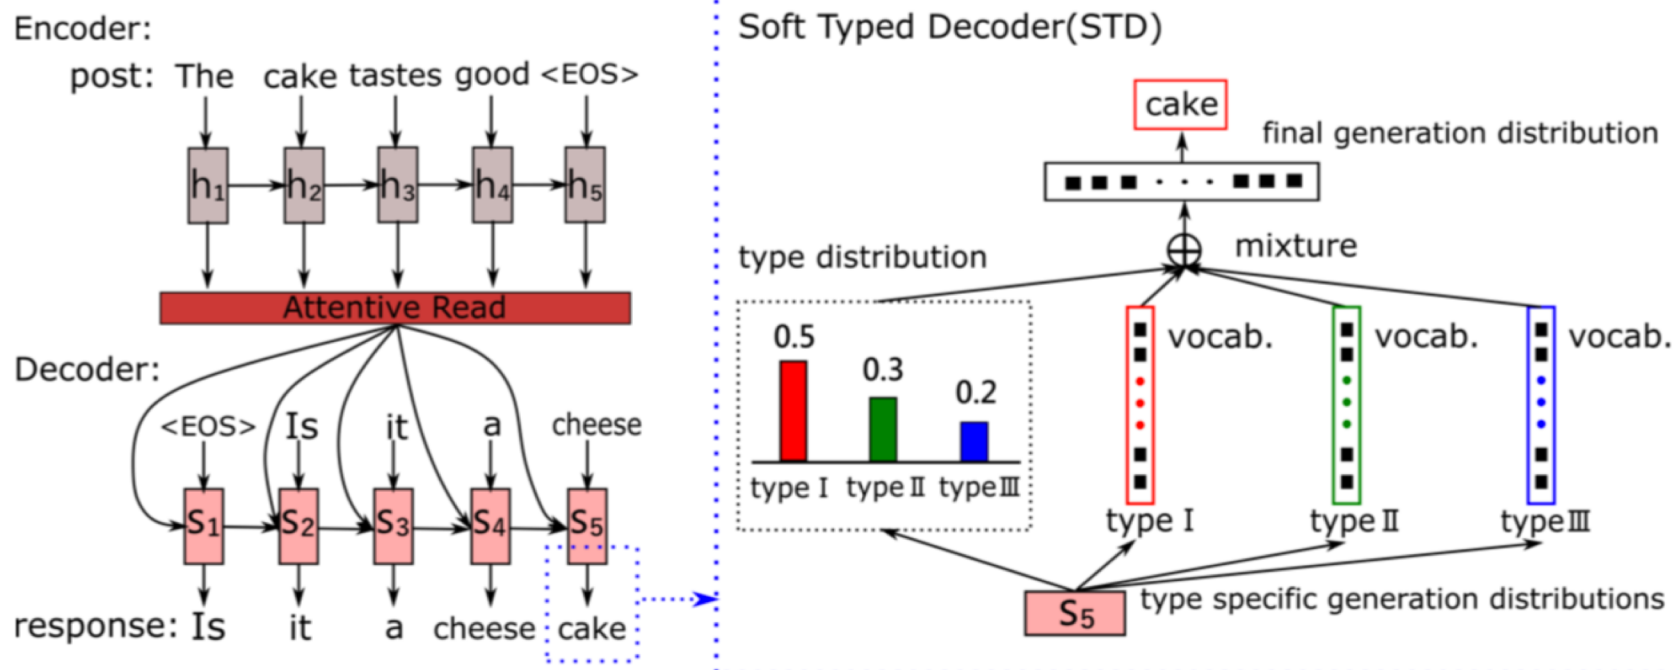 Encoder:
post: The cake tastes good <EOS>
h1 h2 h3 h4 h5
Attentive Read
Decoder:
<EOS> Is it a cheese
S1 S2 S3 S4 S5
response: Is it a cheese cake
Soft Typed Decoder(STD)
cake
final generation distribution
mixture
type distribution
0.5 0.3 0.2
type I type II type III
vocab. vocab. vocab.
type I type II type III
S5 type specific generation distributions